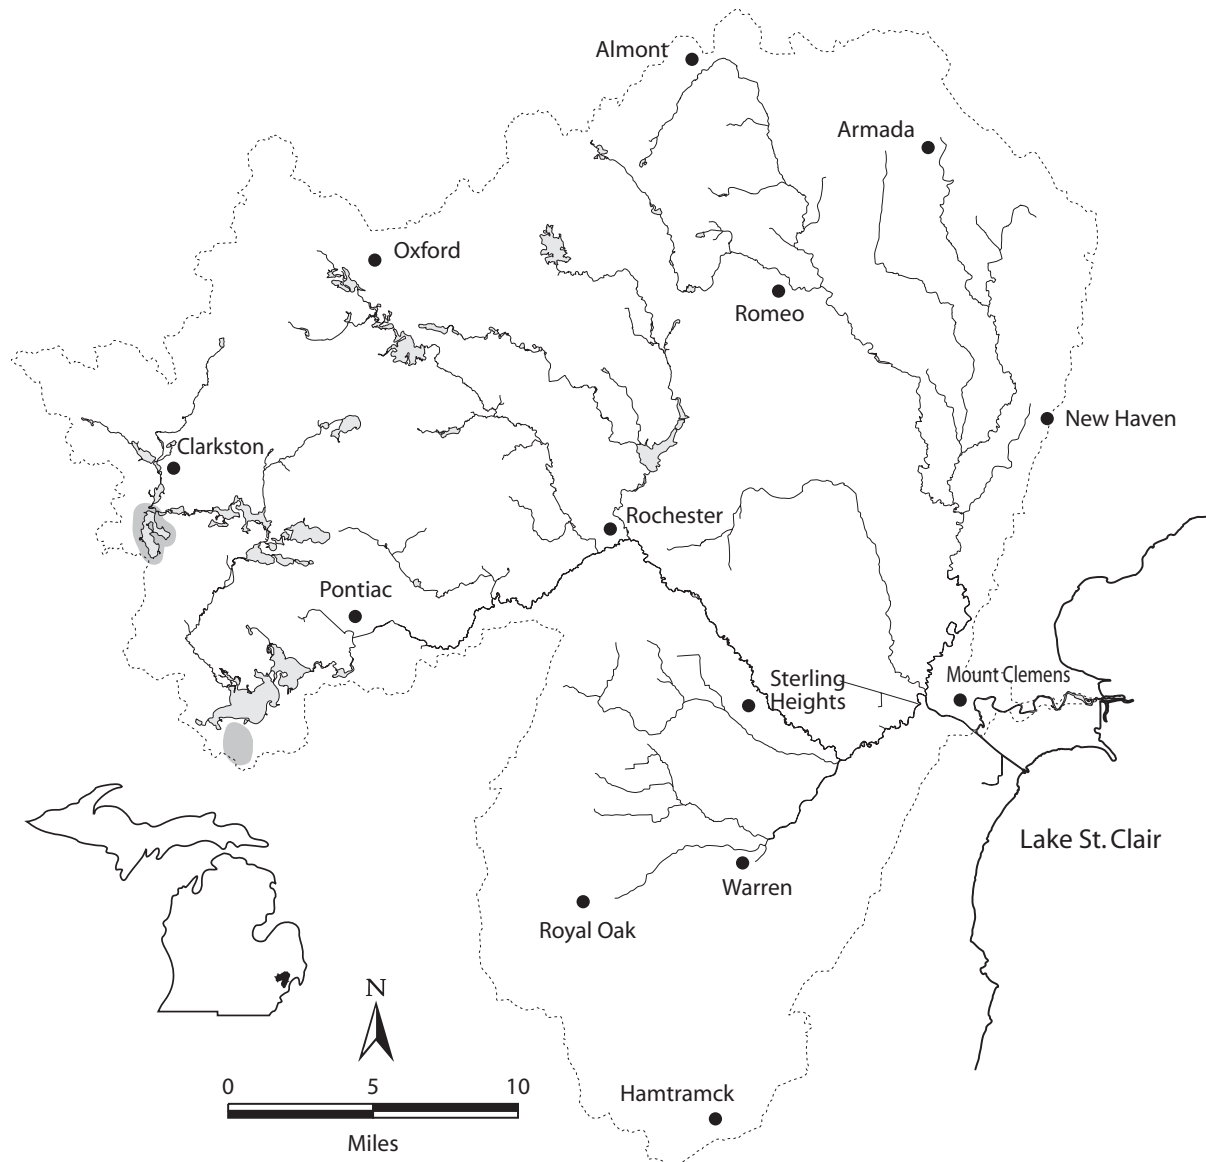 Almont
Armada
Oxford
Romeo
New Haven
Clarkston
Rochester
Pontiac
Mount Clemens
Sterling
Heights
Lake St. Clair
Warren
Royal Oak
N
0 5 10
Miles
Hamtramck